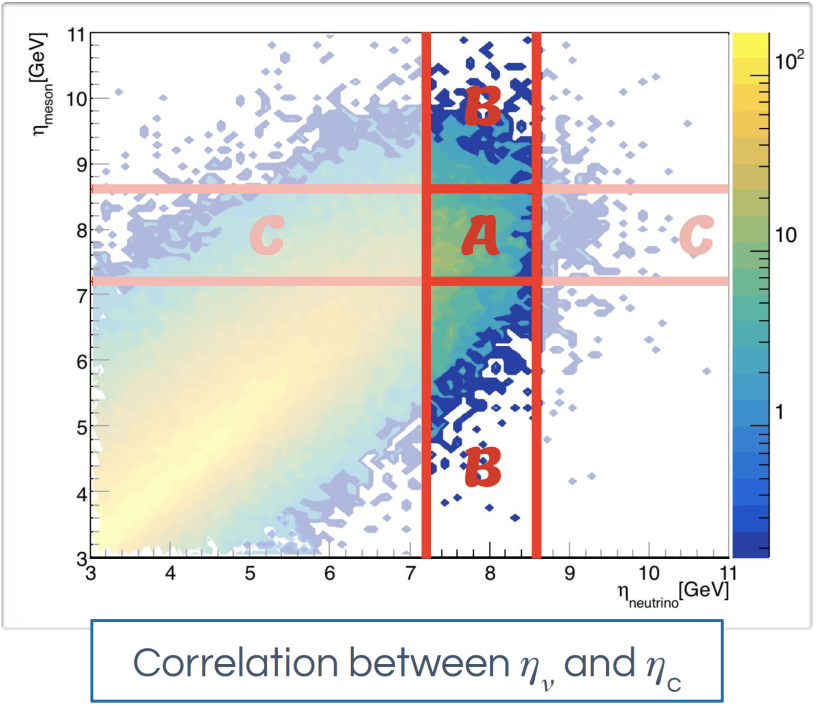 η_meson[GeV]
11
10
9
8
7
6
5
4
3
B
C A C
B
3 4 5 6 7 8 9 10 11
η_neutrino[GeV]
10²
10
1
Correlation between η_ν and η_c